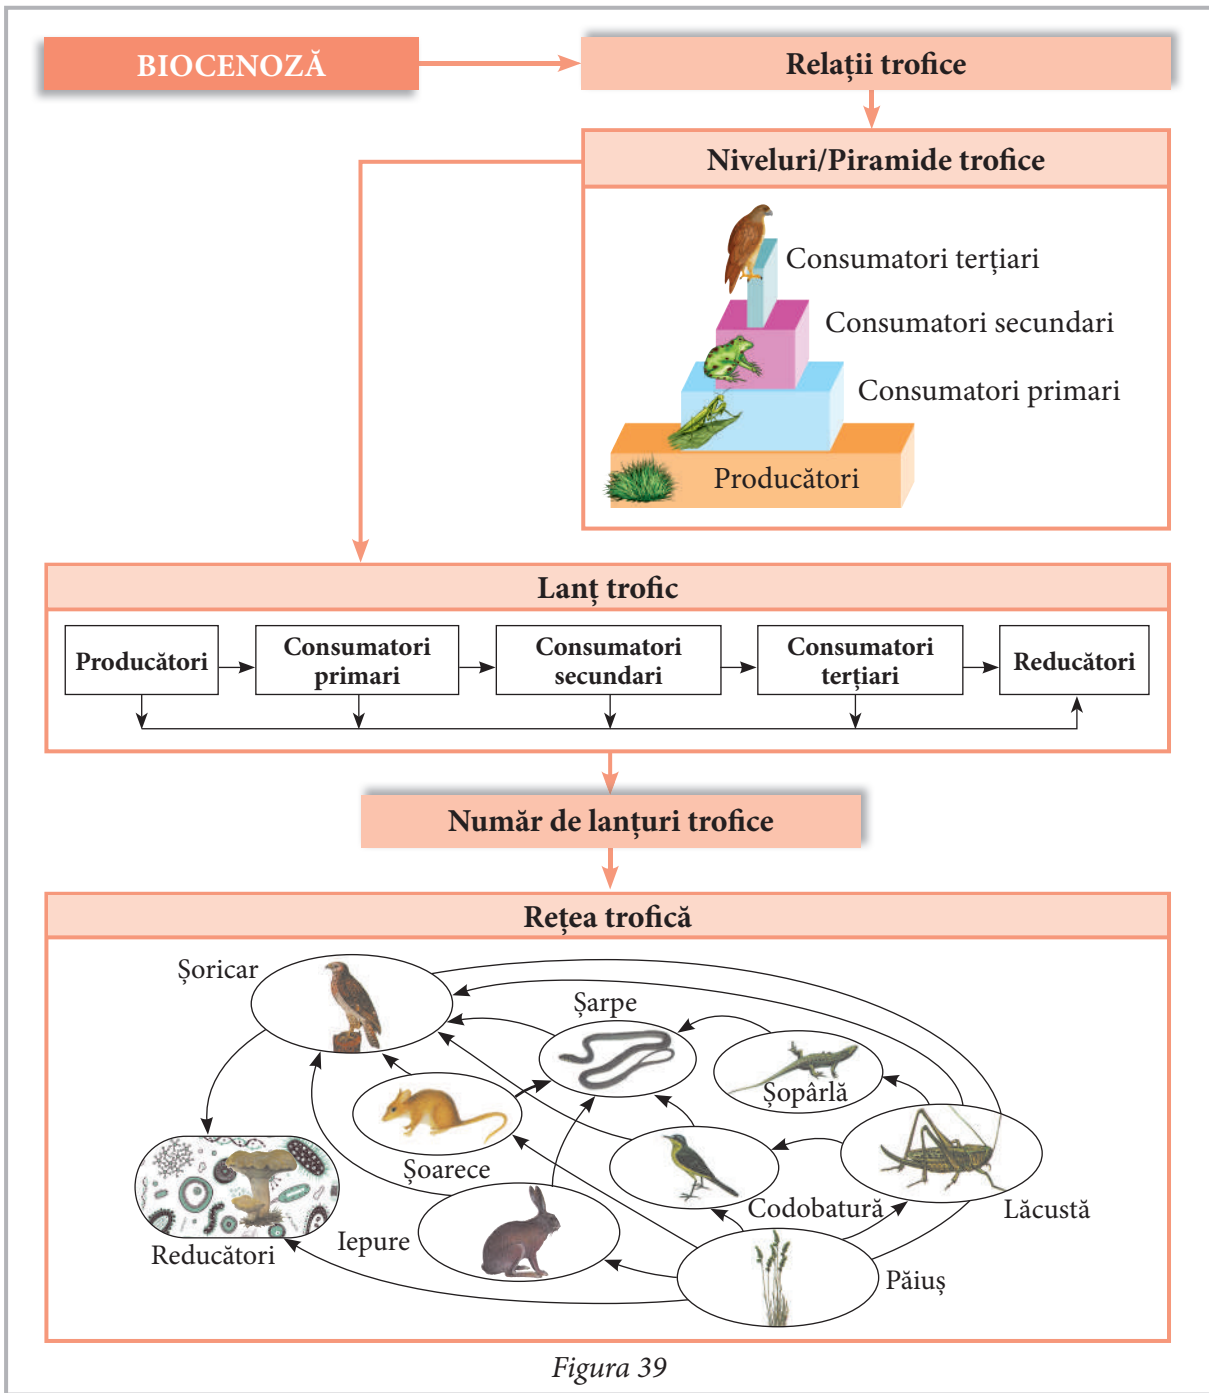 BIOCENOZĂ
Relații trofice
Niveluri/Piramide trofice
Consumatori terțiari
Consumatori secundari
Consumatori primari
Producători
Lanț trofic
Producători
Consumatori
primari
Consumatori
secundari
Consumatori
terțiari
Reducători
Număr de lanțuri trofice
Rețea trofică
Șoricar
Șarpe
Șopârlă
Șoarece
Codobatură
Lăcustă
Iepure
Reducători
Păiuș
Figura 39